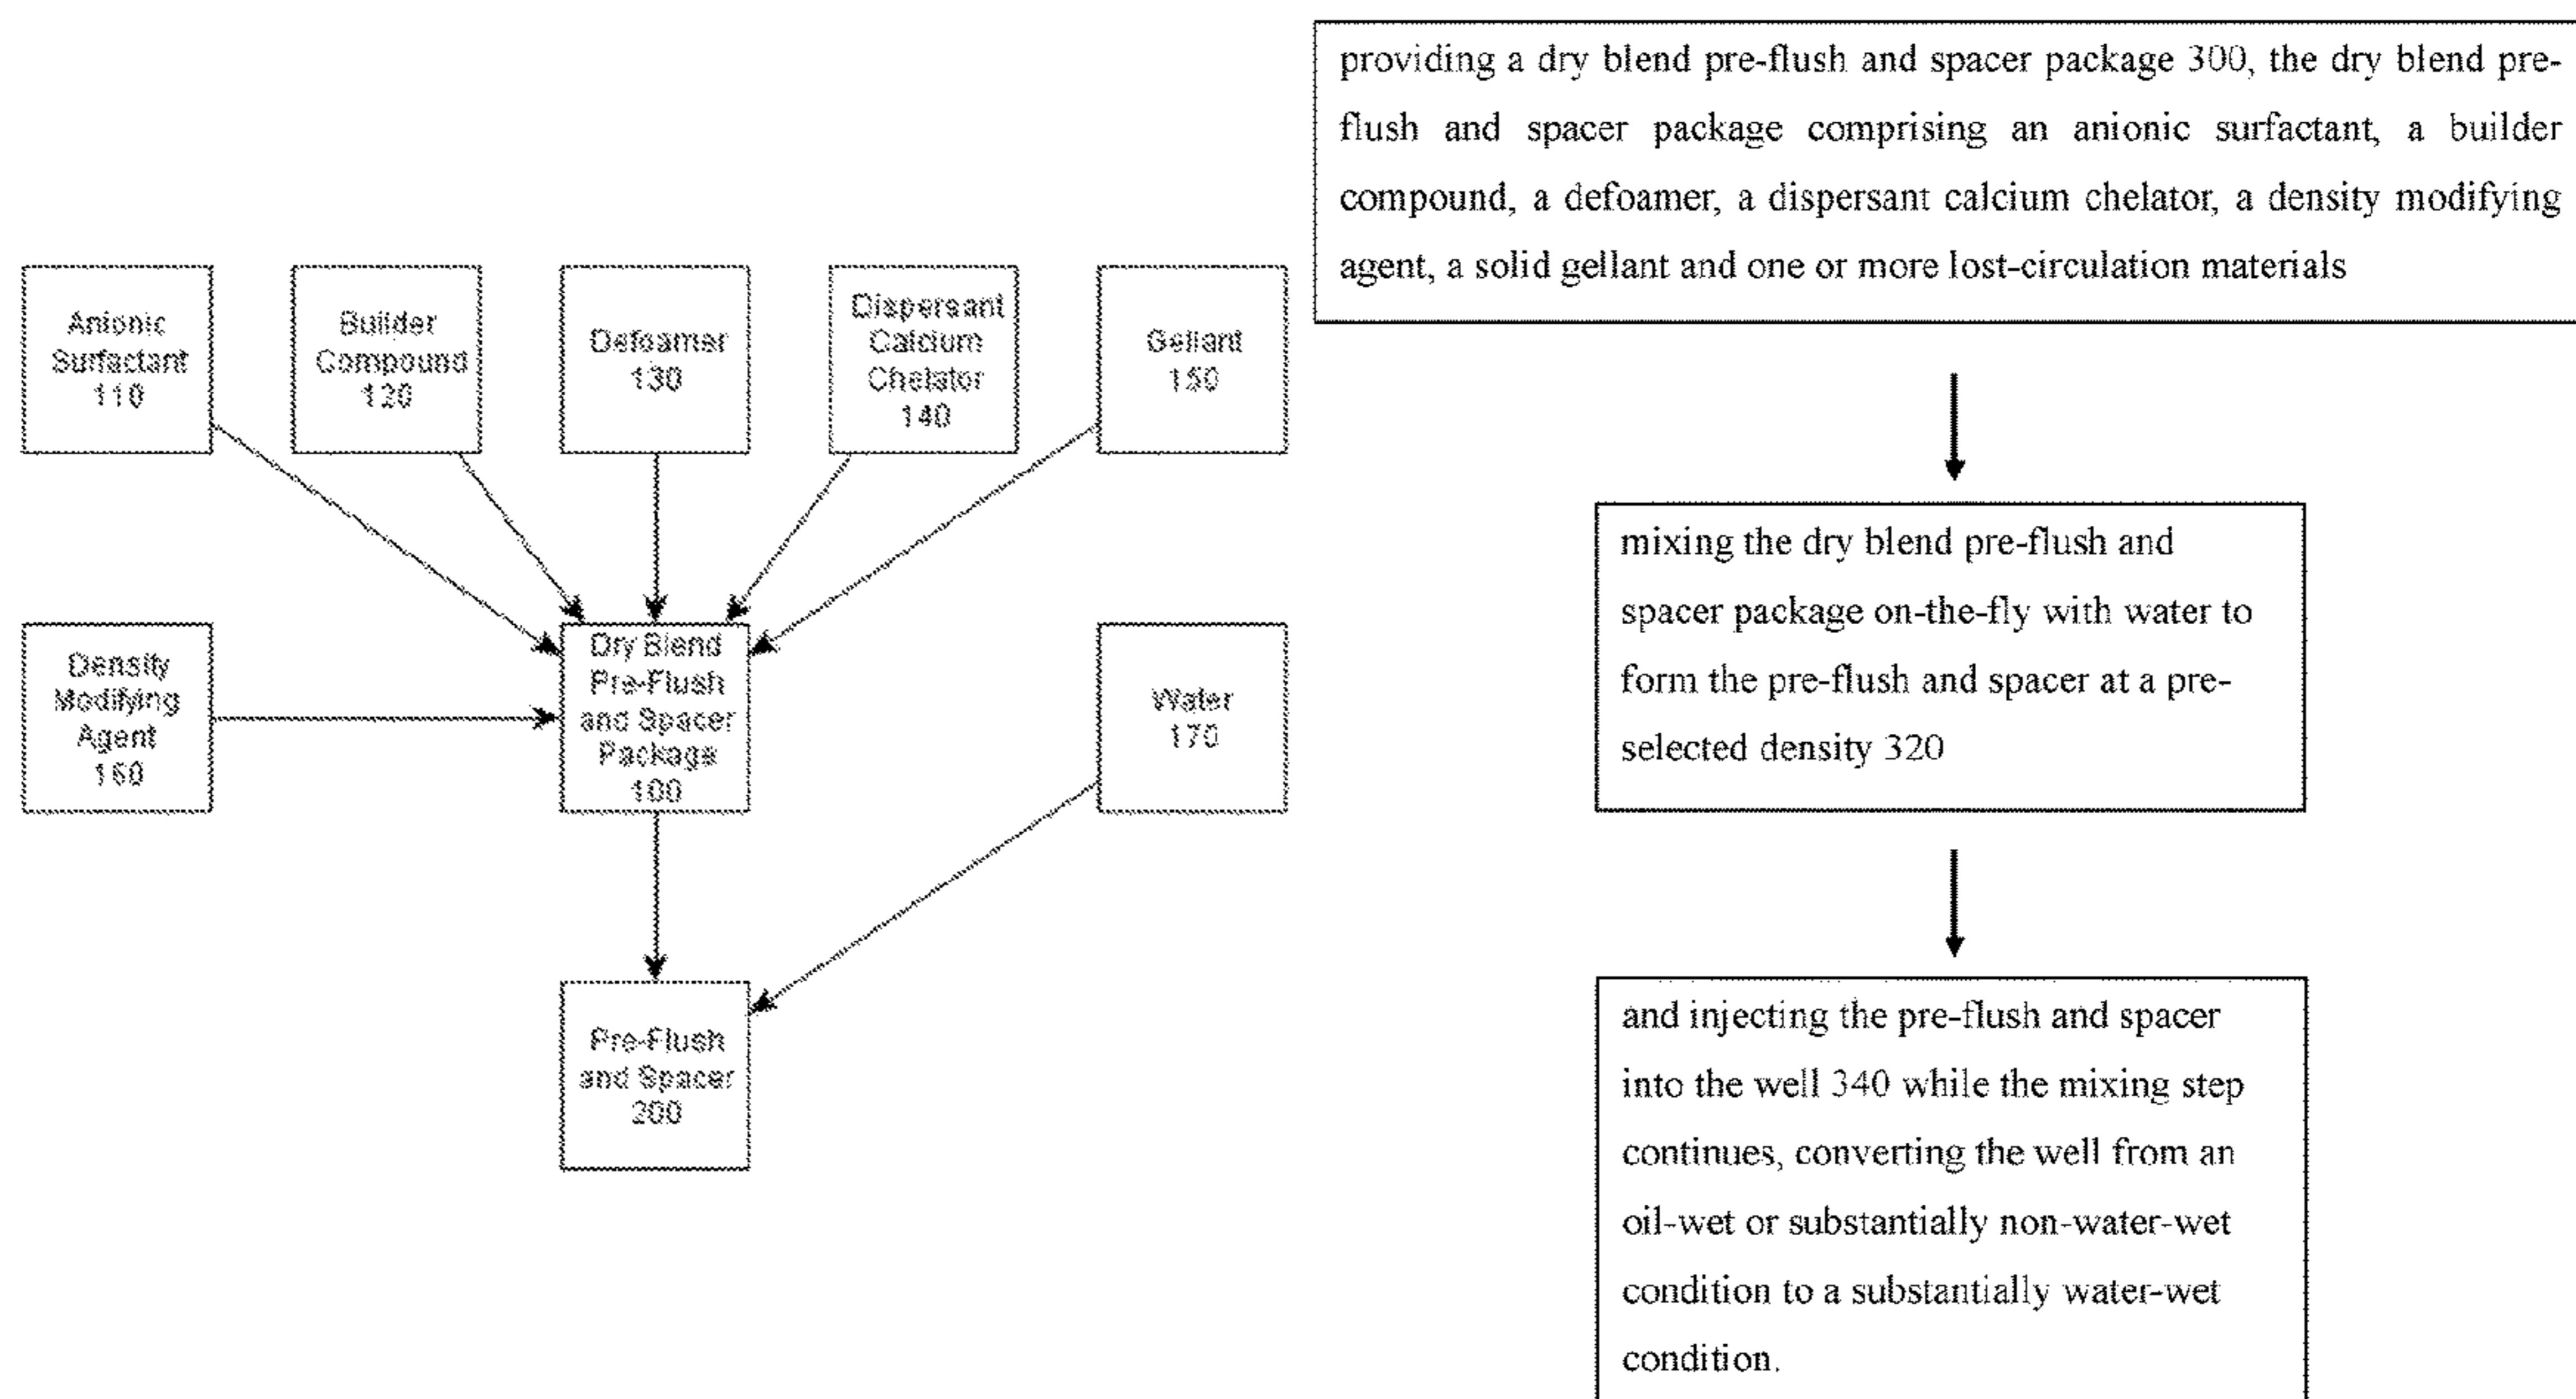 Anionic
Surfactant
110
Builder
Compound
120
Defoamer
130
Dispersant
Calcium
Chelator
140
Gellant
150
Density
Modifying
Agent
160
Dry Blend
Pre-Flush
and Spacer
Package
100
Water
170
Pre-Flush
and Spacer
200
providing a dry blend pre-flush and spacer package 300, the dry blend pre-
flush and spacer package comprising an anionic surfactant, a builder
compound, a defoamer, a dispersant calcium chelator, a density modifying
agent, a solid gellant and one or more lost-circulation materials
mixing the dry blend pre-flush and
spacer package on-the-fly with water to
form the pre-flush and spacer at a pre-
selected density 320
and injecting the pre-flush and spacer
into the well 340 while the mixing step
continues, converting the well from an
oil-wet or substantially non-water-wet
condition to a substantially water-wet
condition.